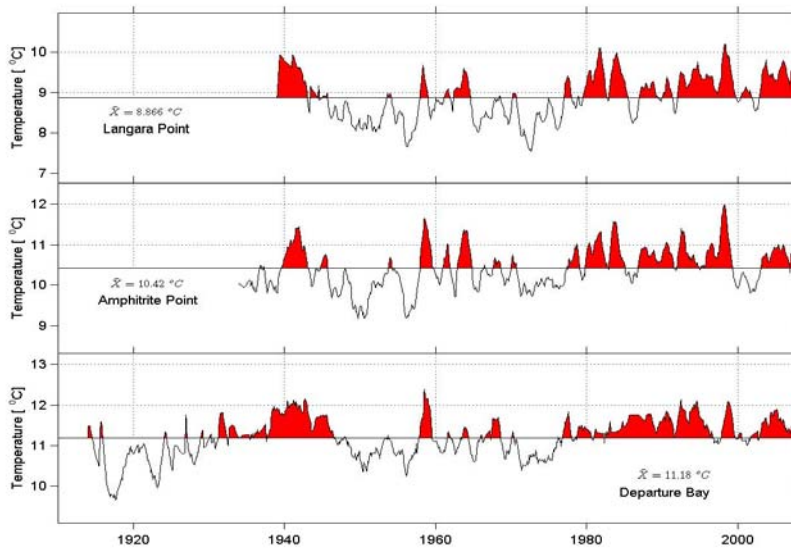 Temperature [ °C]
10
9
8
7
X̄ = 8.866 °C
Langara Point
Temperature [ °C]
12
11
10
9
X̄ = 10.42 °C
Amphitrite Point
Temperature [ °C]
13
12
11
10
X̄ = 11.18 °C
Departure Bay
1920 1940 1960 1980 2000